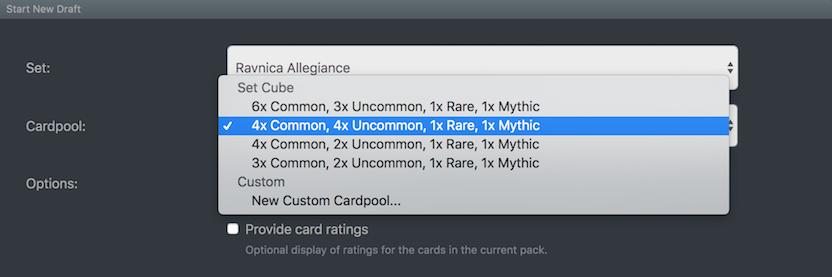 Start New Draft
Set:
Ravnica Allegiance
Set Cube
6x Common, 3x Uncommon, 1x Rare, 1x Mythic
Cardpool:
✓ 4x Common, 4x Uncommon, 1x Rare, 1x Mythic
4x Common, 2x Uncommon, 1x Rare, 1x Mythic
3x Common, 2x Uncommon, 1x Rare, 1x Mythic
Options:
Custom
New Custom Cardpool...
Provide card ratings
Optional display of ratings for the cards in the current pack.